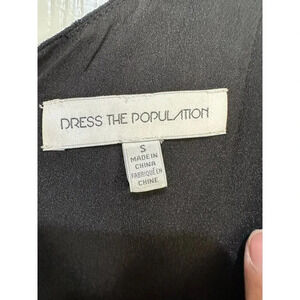 DRESS THE POPULATION
S
MADE IN
CHINA
FABRIQUÉ EN
CHINE